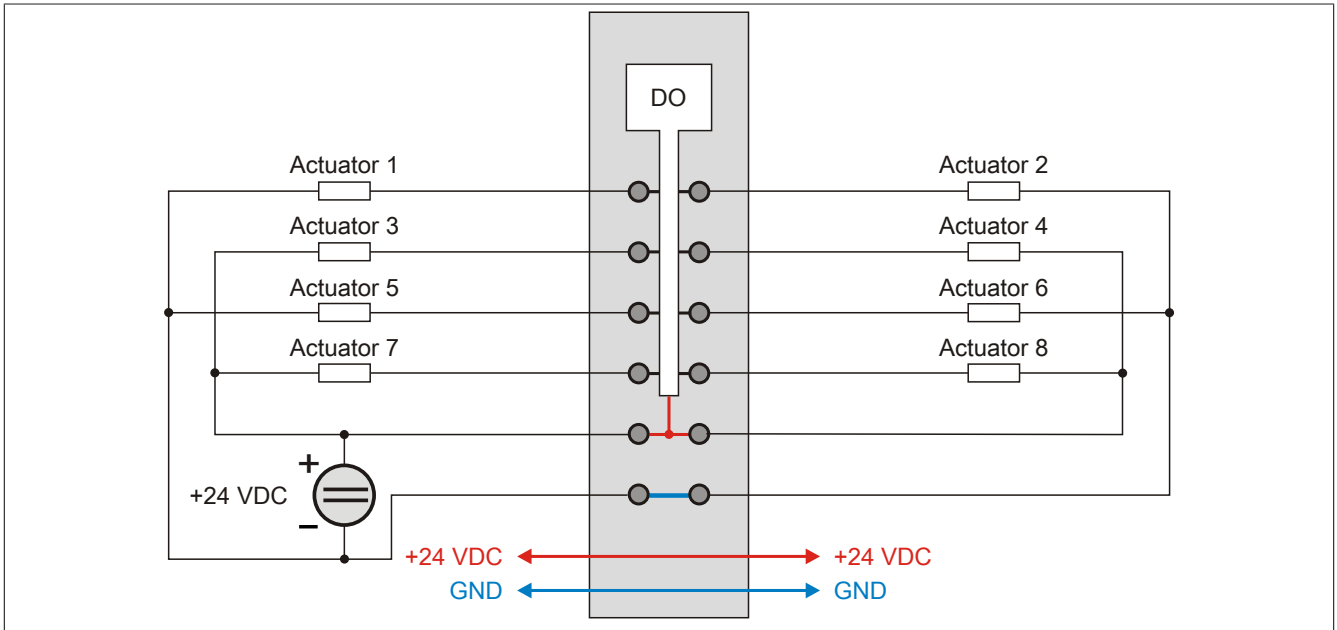 DO
Actuator 1
Actuator 2
Actuator 3
Actuator 4
Actuator 5
Actuator 6
Actuator 7
Actuator 8
+
+24 VDC
−
+24 VDC
+24 VDC
GND
GND